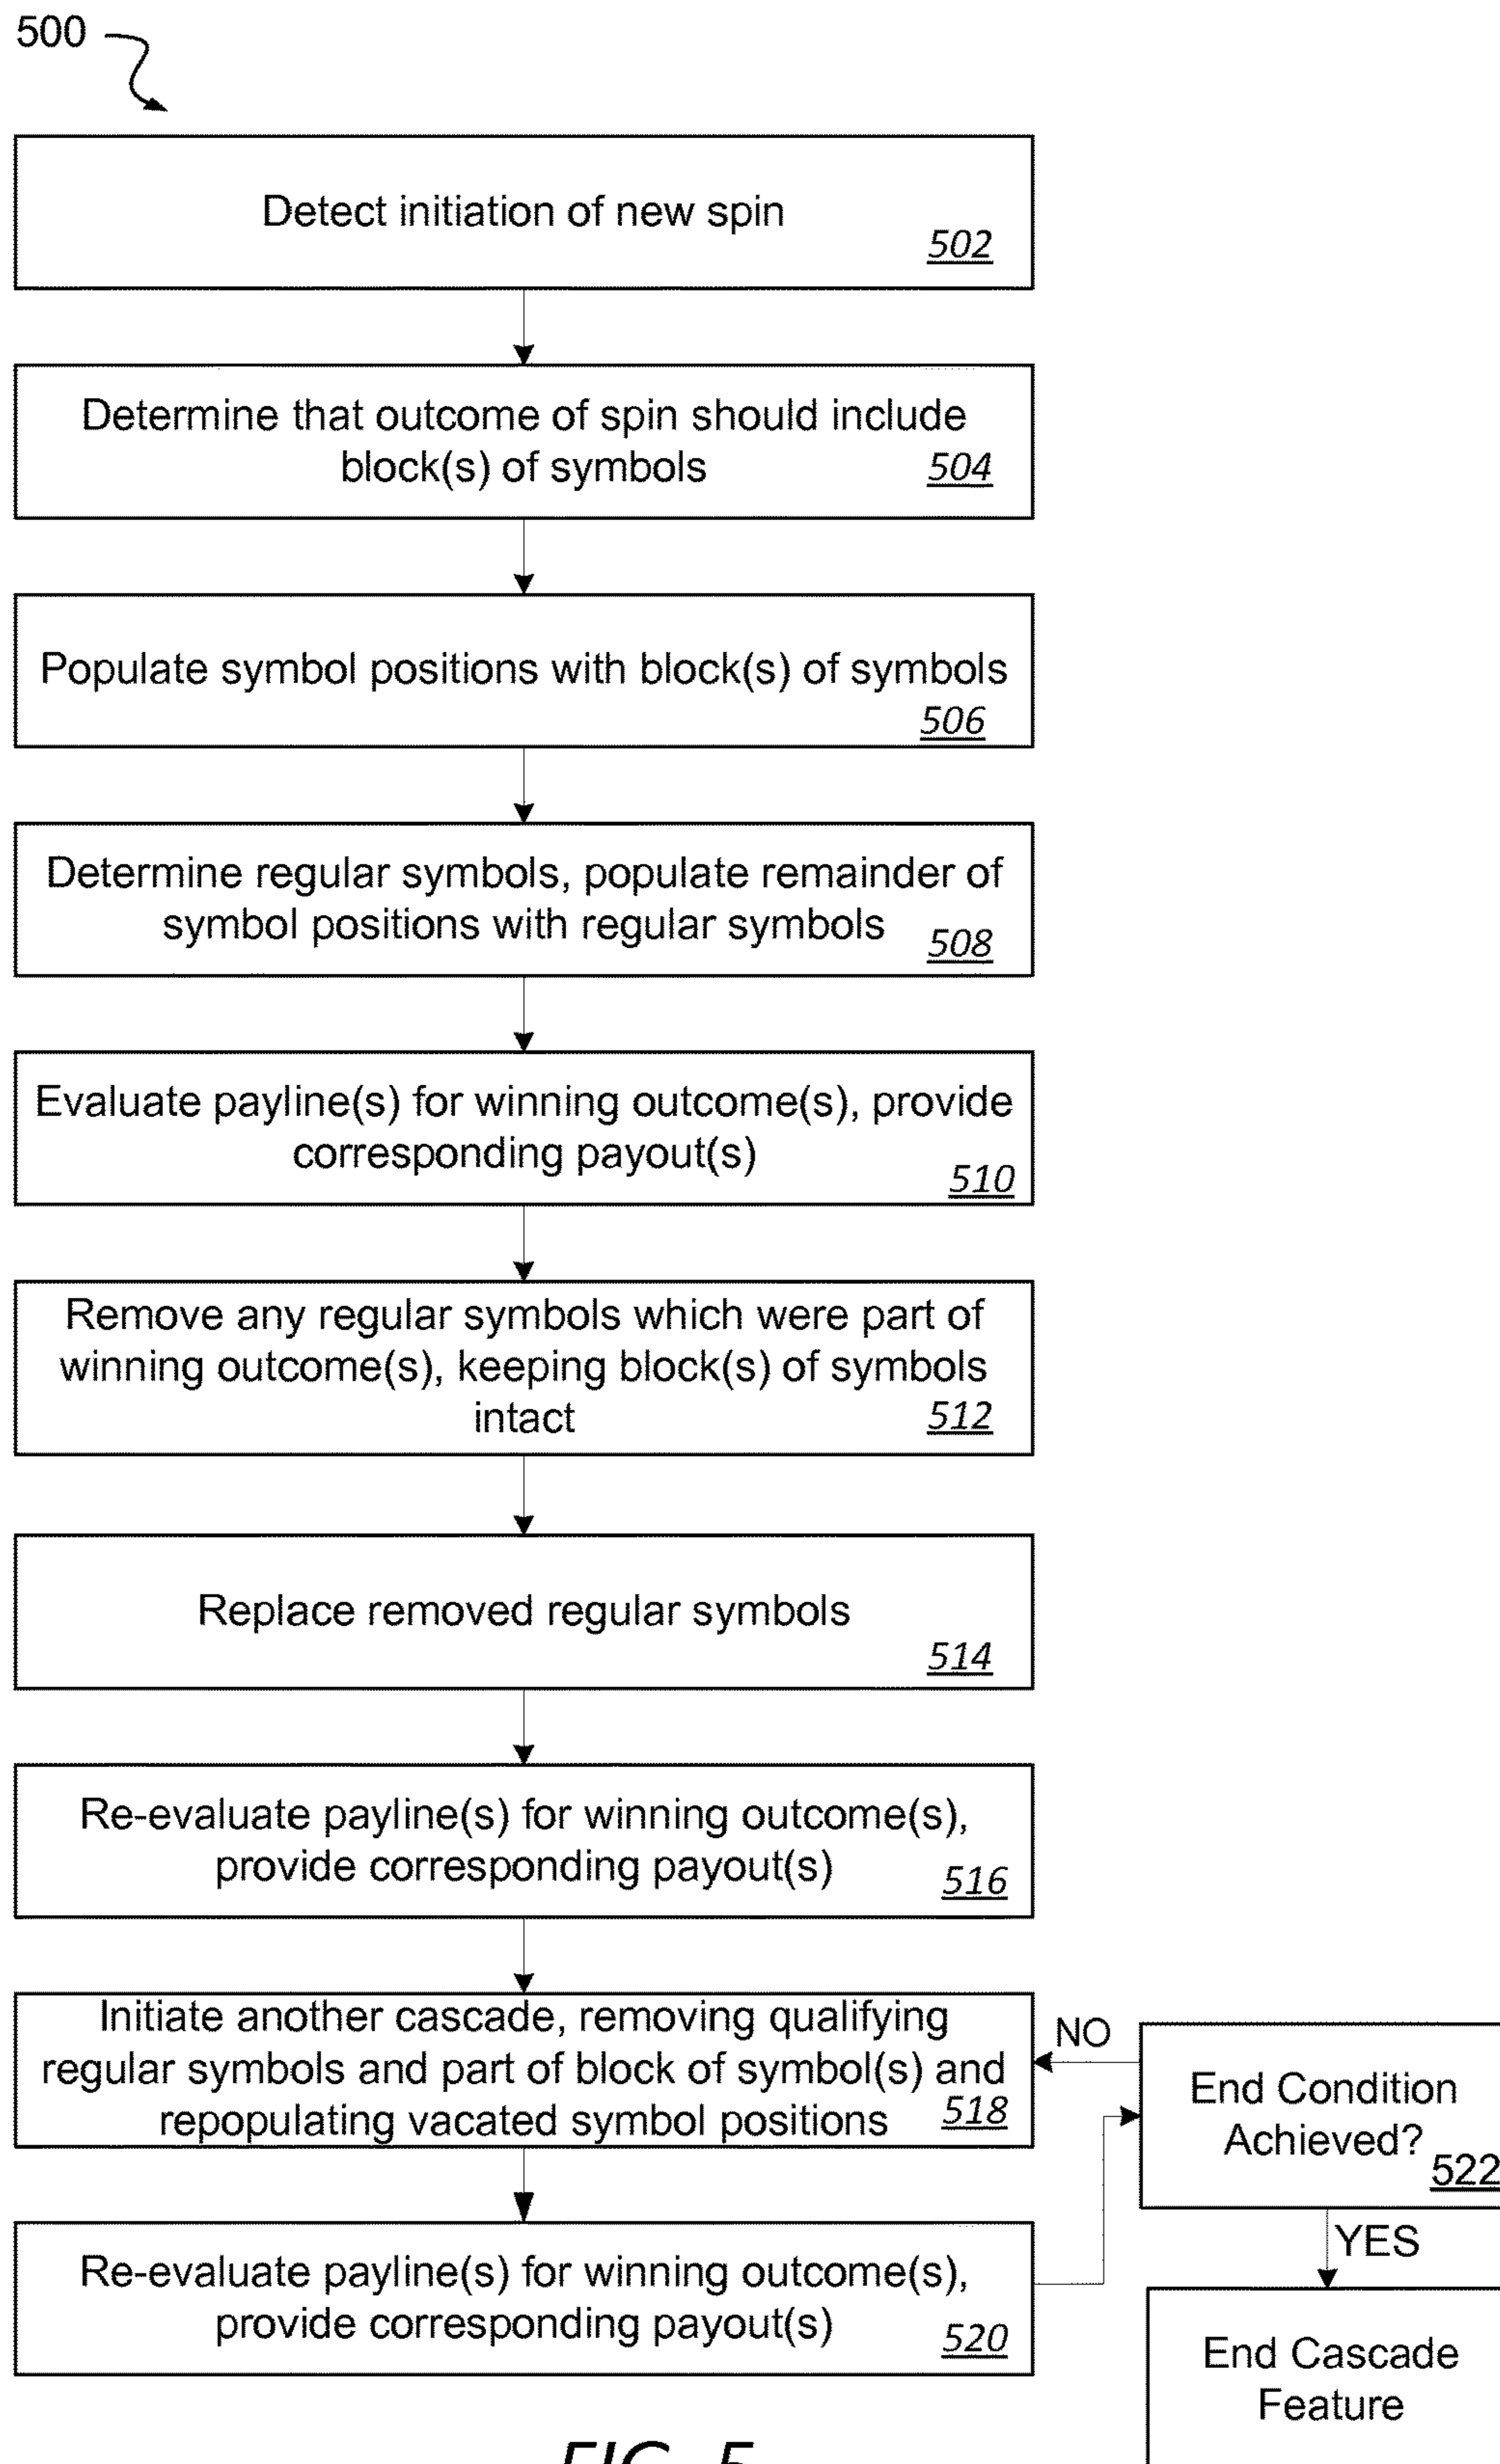 500
Detect initiation of new spin
502
Determine that outcome of spin should include
block(s) of symbols
504
Populate symbol positions with block(s) of symbols
506
Determine regular symbols, populate remainder of
symbol positions with regular symbols
508
Evaluate payline(s) for winning outcome(s), provide
corresponding payout(s)
510
Remove any regular symbols which were part of
winning outcome(s), keeping block(s) of symbols
intact
512
Replace removed regular symbols
514
Re-evaluate payline(s) for winning outcome(s),
provide corresponding payout(s)
516
Initiate another cascade, removing qualifying
regular symbols and part of block of symbol(s) and
repopulating vacated symbol positions
518
NO
End Condition
Achieved?
522
Re-evaluate payline(s) for winning outcome(s),
provide corresponding payout(s)
520
YES
End Cascade
Feature
FIG. 5